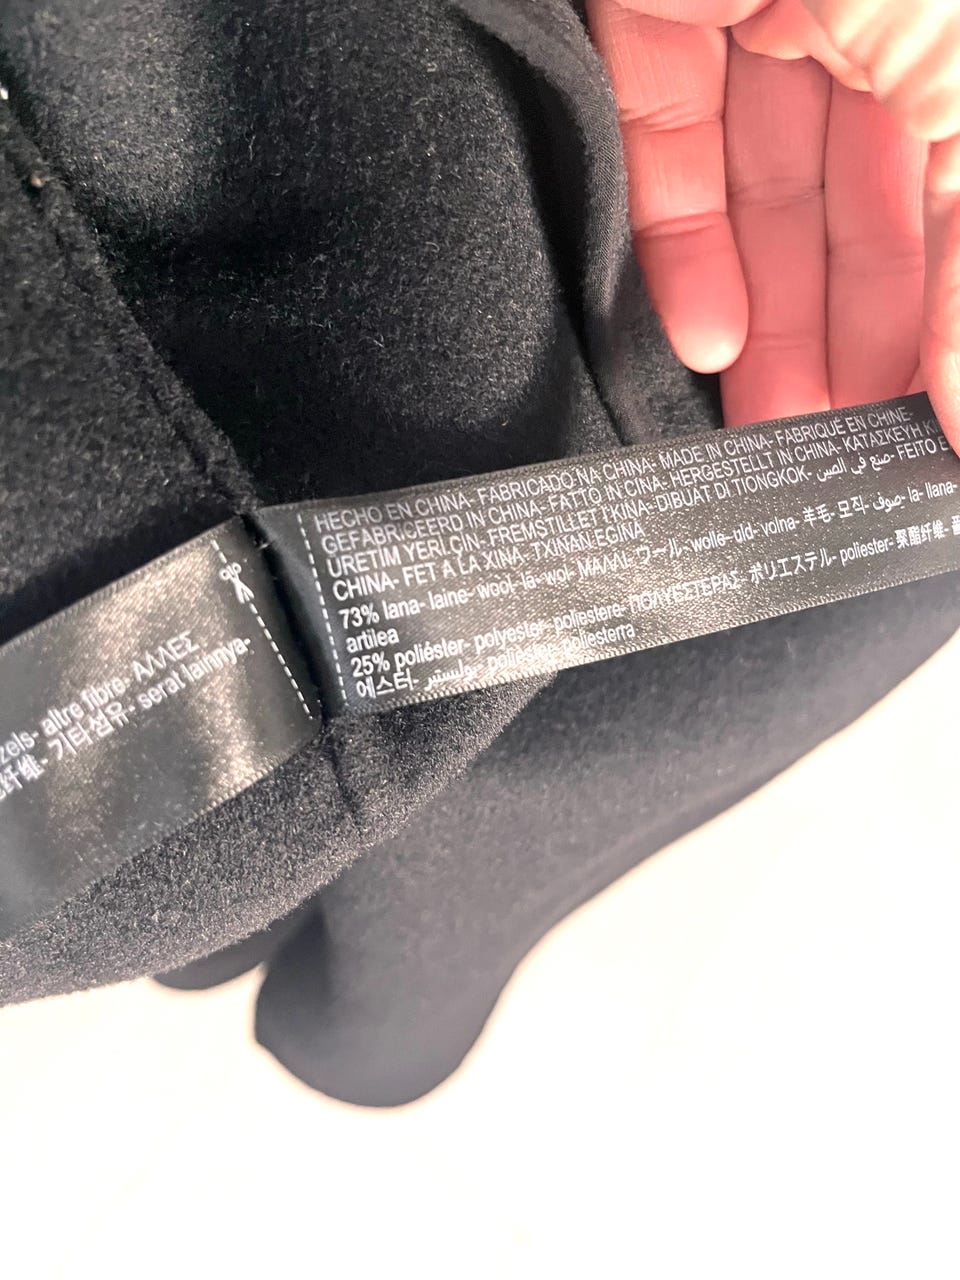 HECHO EN CHINA- FABRICADO NA CHINA- MADE IN CHINA- FABRIQUÉ EN CHINE-
GEFABRICEERD IN CHINA- FATTO IN CINA- HERGESTELLT IN CHINA- ΚΑΤΑΣΚΕΥΗ
URETIM YERI ÇIN- FREMSTILLET I KINA- DIBUAT DI TIONGKOK- صنع في الصين- FEITO
CHINA- FET A LA XINA- TXINAN EGINA
73% lana- laine- wool- lã- wol- ΜΑΛΛΙ- ウール- wolle- uld- volna- 羊毛- 모직- صوف- la- llana-
artilea
25% poliéster- polyester- poliestere- ΠΟΛΥΕΣΤΕΡΑΣ- ポリエステル- poliester- 聚酯纤维-
에스터- بوليستير- poliester- poliesterra
altre fibre- ΑΛΛΕΣ
기타섬유- serat lainnya-